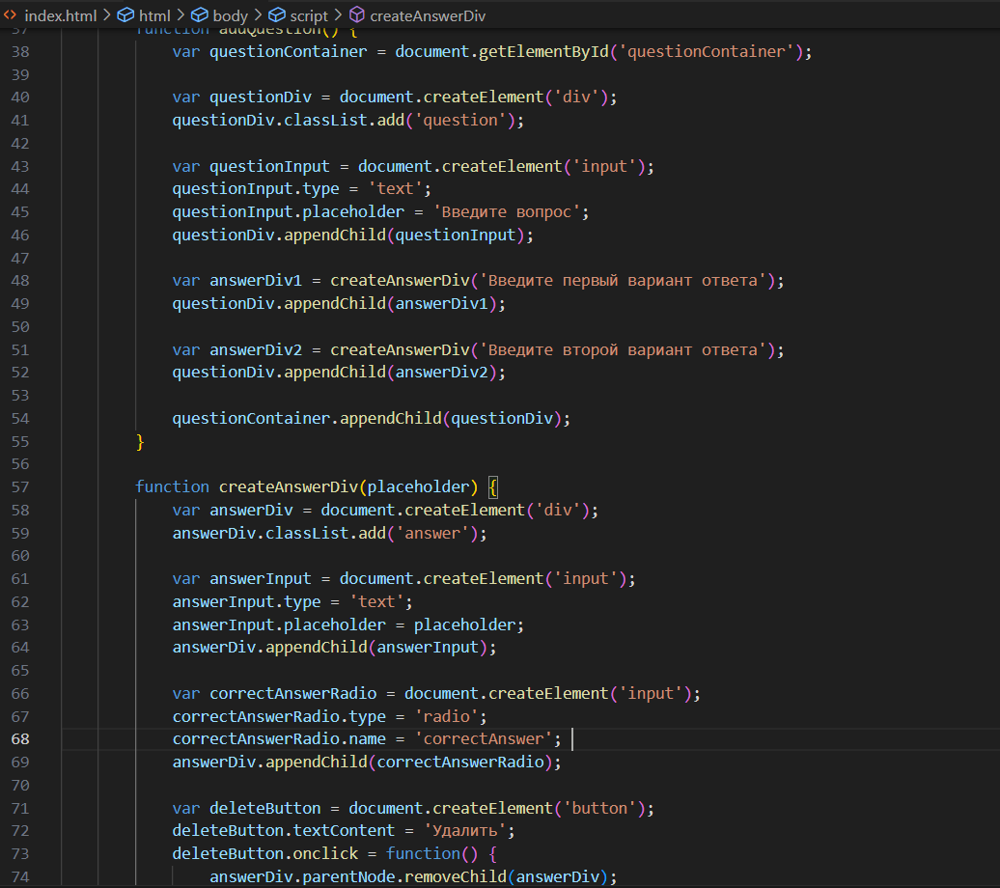 index.html > html > body > script > createAnswerDiv
37 function addQuestion() {
38 var questionContainer = document.getElementById('questionContainer');
39
40 var questionDiv = document.createElement('div');
41 questionDiv.classList.add('question');
42
43 var questionInput = document.createElement('input');
44 questionInput.type = 'text';
45 questionInput.placeholder = 'Введите вопрос';
46 questionDiv.appendChild(questionInput);
47
48 var answerDiv1 = createAnswerDiv('Введите первый вариант ответа');
49 questionDiv.appendChild(answerDiv1);
50
51 var answerDiv2 = createAnswerDiv('Введите второй вариант ответа');
52 questionDiv.appendChild(answerDiv2);
53
54 questionContainer.appendChild(questionDiv);
55 }
56
57 function createAnswerDiv(placeholder) {
58 var answerDiv = document.createElement('div');
59 answerDiv.classList.add('answer');
60
61 var answerInput = document.createElement('input');
62 answerInput.type = 'text';
63 answerInput.placeholder = placeholder;
64 answerDiv.appendChild(answerInput);
65
66 var correctAnswerRadio = document.createElement('input');
67 correctAnswerRadio.type = 'radio';
68 correctAnswerRadio.name = 'correctAnswer';
69 answerDiv.appendChild(correctAnswerRadio);
70
71 var deleteButton = document.createElement('button');
72 deleteButton.textContent = 'Удалить';
73 deleteButton.onclick = function() {
74 answerDiv.parentNode.removeChild(answerDiv);